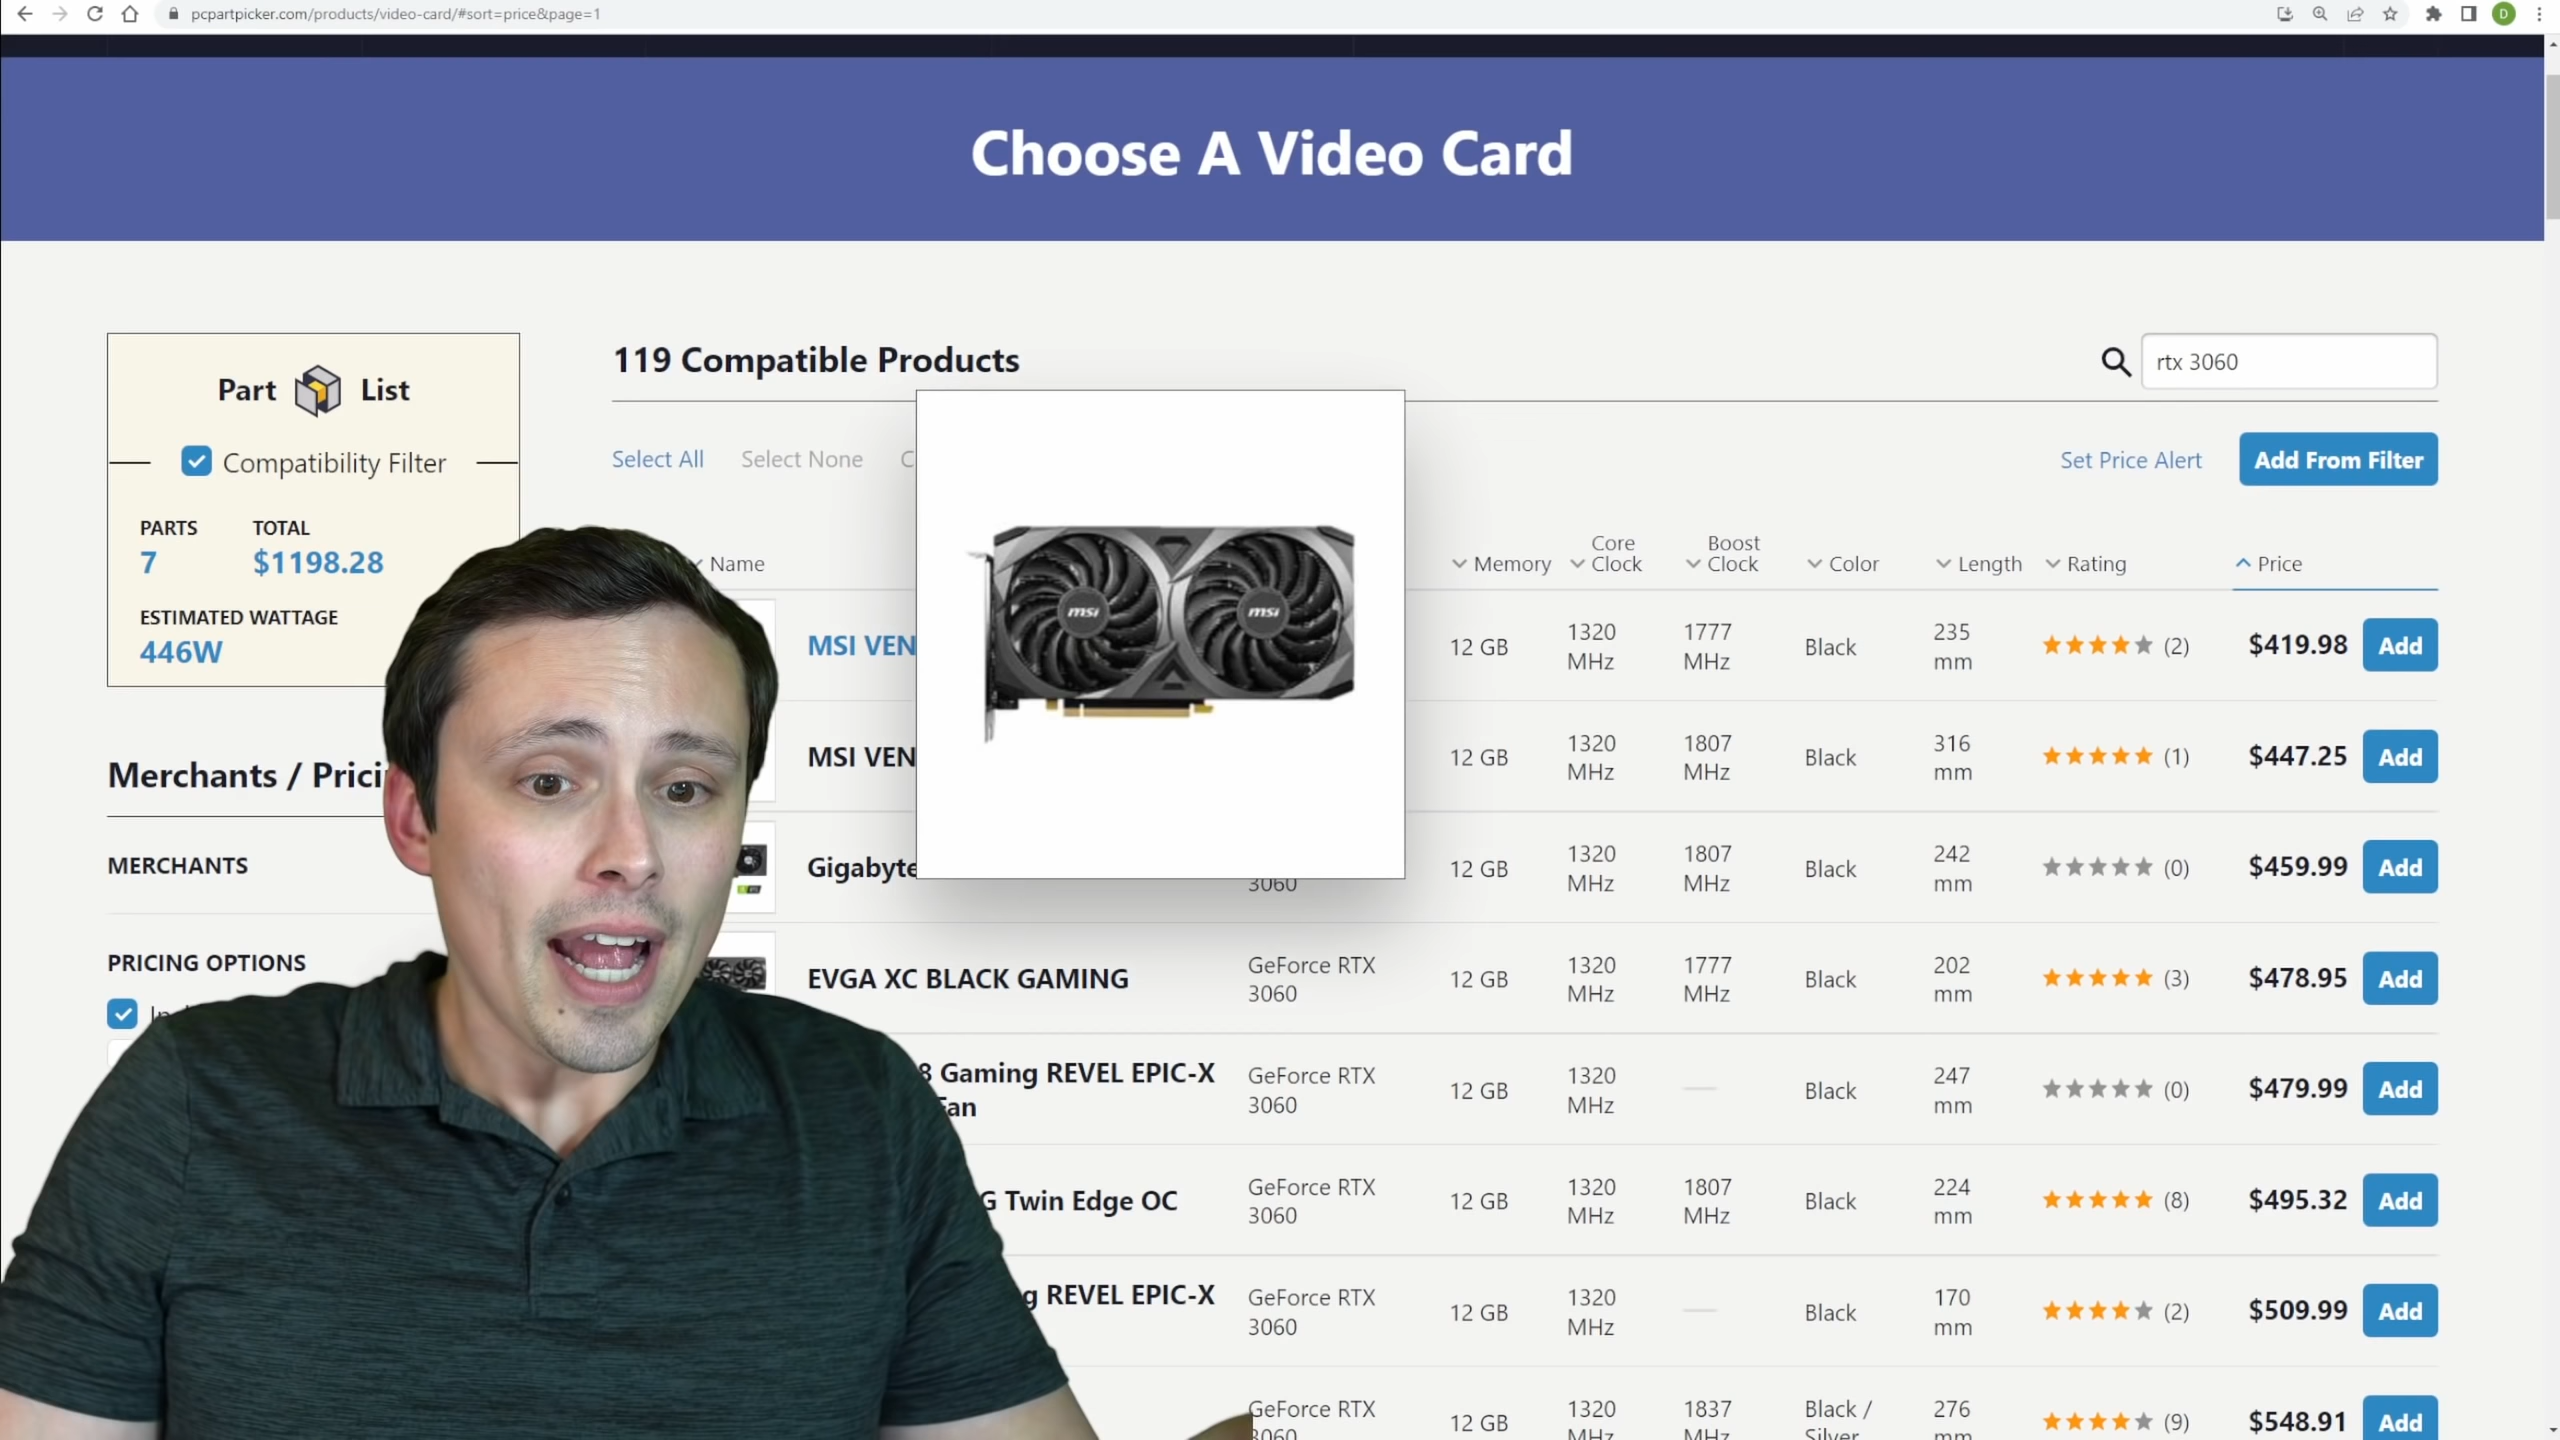 pcpartpicker.com/products/video-card/#sort=price&page=1
D
Choose A Video Card
Part List
Compatibility Filter
PARTS TOTAL
7 $1198.28
ESTIMATED WATTAGE
446W
Merchants / Prici
MERCHANTS
PRICING OPTIONS
119 Compatible Products
rtx 3060
Select All Select None C
Set Price Alert Add From Filter
Name Memory Core Clock Boost Clock Color Length Rating Price
msi msi
MSI VEN 12 GB 1320 MHz 1777 MHz Black 235 mm (2) $419.98 Add
MSI VEN 12 GB 1320 MHz 1807 MHz Black 316 mm (1) $447.25 Add
Gigabyte 3060 12 GB 1320 MHz 1807 MHz Black 242 mm (0) $459.99 Add
EVGA XC BLACK GAMING GeForce RTX 3060 12 GB 1320 MHz 1777 MHz Black 202 mm (3) $478.95 Add
8 Gaming REVEL EPIC-X Fan GeForce RTX 3060 12 GB 1320 MHz — Black 247 mm (0) $479.99 Add
G Twin Edge OC GeForce RTX 3060 12 GB 1320 MHz 1807 MHz Black 224 mm (8) $495.32 Add
g REVEL EPIC-X GeForce RTX 3060 12 GB 1320 MHz — Black 170 mm (2) $509.99 Add
GeForce RTX 3060 12 GB 1320 MHz 1837 MHz Black / Silver 276 mm (9) $548.91 Add